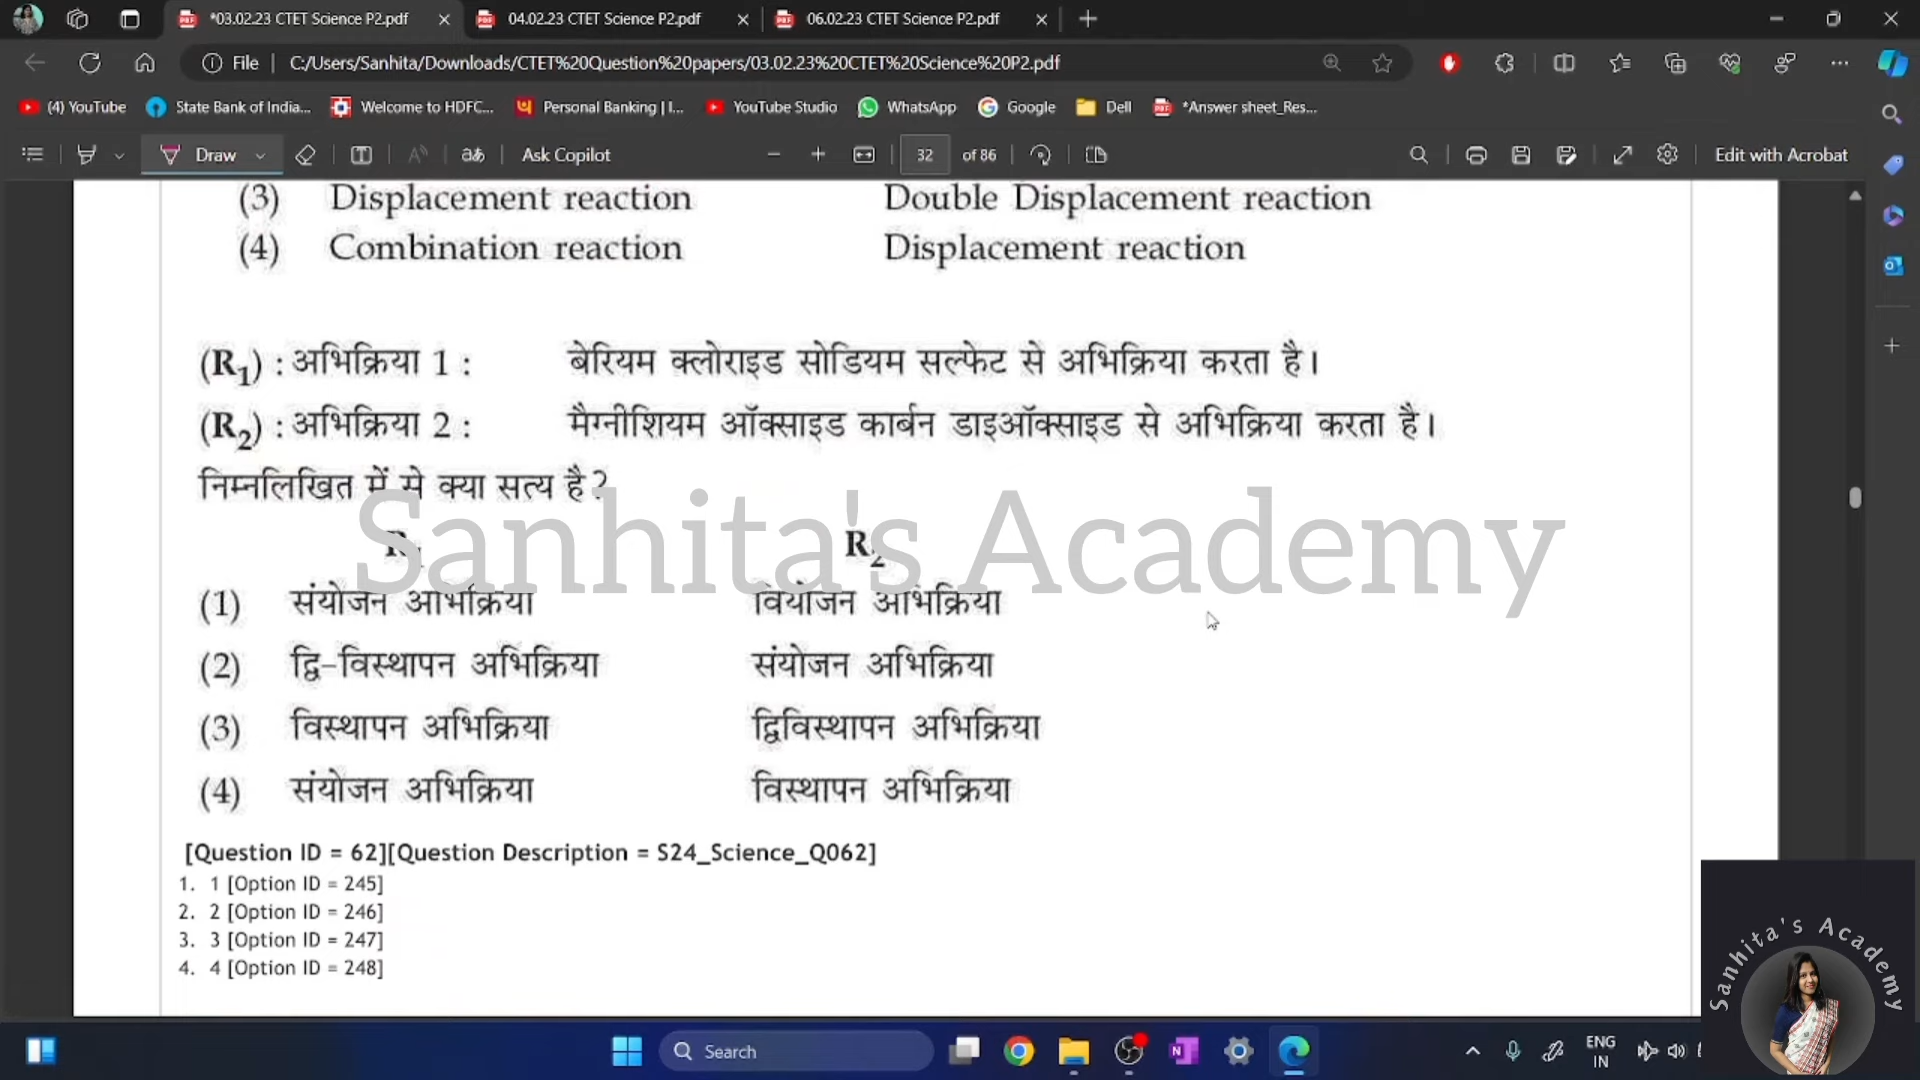 *03.02.23 CTET Science P2.pdf
04.02.23 CTET Science P2.pdf
06.02.23 CTET Science P2.pdf
File
C:/Users/Sanhita/Downloads/CTET%20Question%20papers/03.02.23%20CTET%20Science%20P2.pdf
(4) YouTube
State Bank of India...
Welcome to HDFC...
Personal Banking | I...
YouTube Studio
WhatsApp
Google
Dell
*Answer sheet_Res...
Draw
Ask Copilot
32 of 86
Edit with Acrobat
(3) Displacement reaction Double Displacement reaction
(4) Combination reaction Displacement reaction
(R1) : अभिक्रिया 1 : बेरियम क्लोराइड सोडियम सल्फेट से अभिक्रिया करता है।
(R2) : अभिक्रिया 2 : मैग्नीशियम ऑक्साइड कार्बन डाइऑक्साइड से अभिक्रिया करता है।
निम्नलिखित में से क्या सत्य है?
Sanhita's Academy
R1 R2
(1) संयोजन अभिक्रिया वियोजन अभिक्रिया
(2) द्वि-विस्थापन अभिक्रिया संयोजन अभिक्रिया
(3) विस्थापन अभिक्रिया द्विविस्थापन अभिक्रिया
(4) संयोजन अभिक्रिया विस्थापन अभिक्रिया
[Question ID = 62][Question Description = S24_Science_Q062]
1. 1 [Option ID = 245]
2. 2 [Option ID = 246]
3. 3 [Option ID = 247]
4. 4 [Option ID = 248]
Sanhita's Academy
Search
ENG
IN